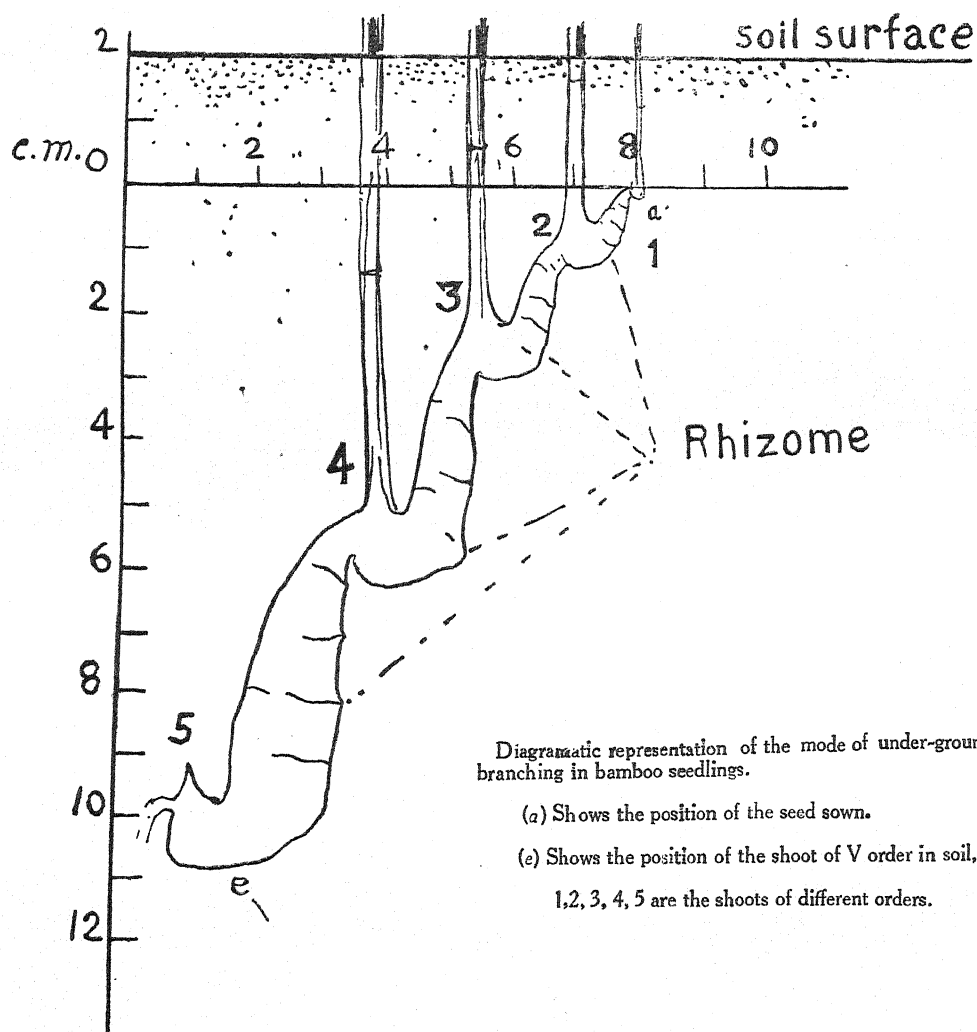 2
soil surface
c.m. 0
2 4 6 8 10
a
1
2
2
3
4
4
Rhizome
6
8
5
10
e
12
Diagramatic representation of the mode of under-groun
branching in bamboo seedlings.
(a) Shows the position of the seed sown.
(e) Shows the position of the shoot of V order in soil,
1,2, 3, 4, 5 are the shoots of different orders.